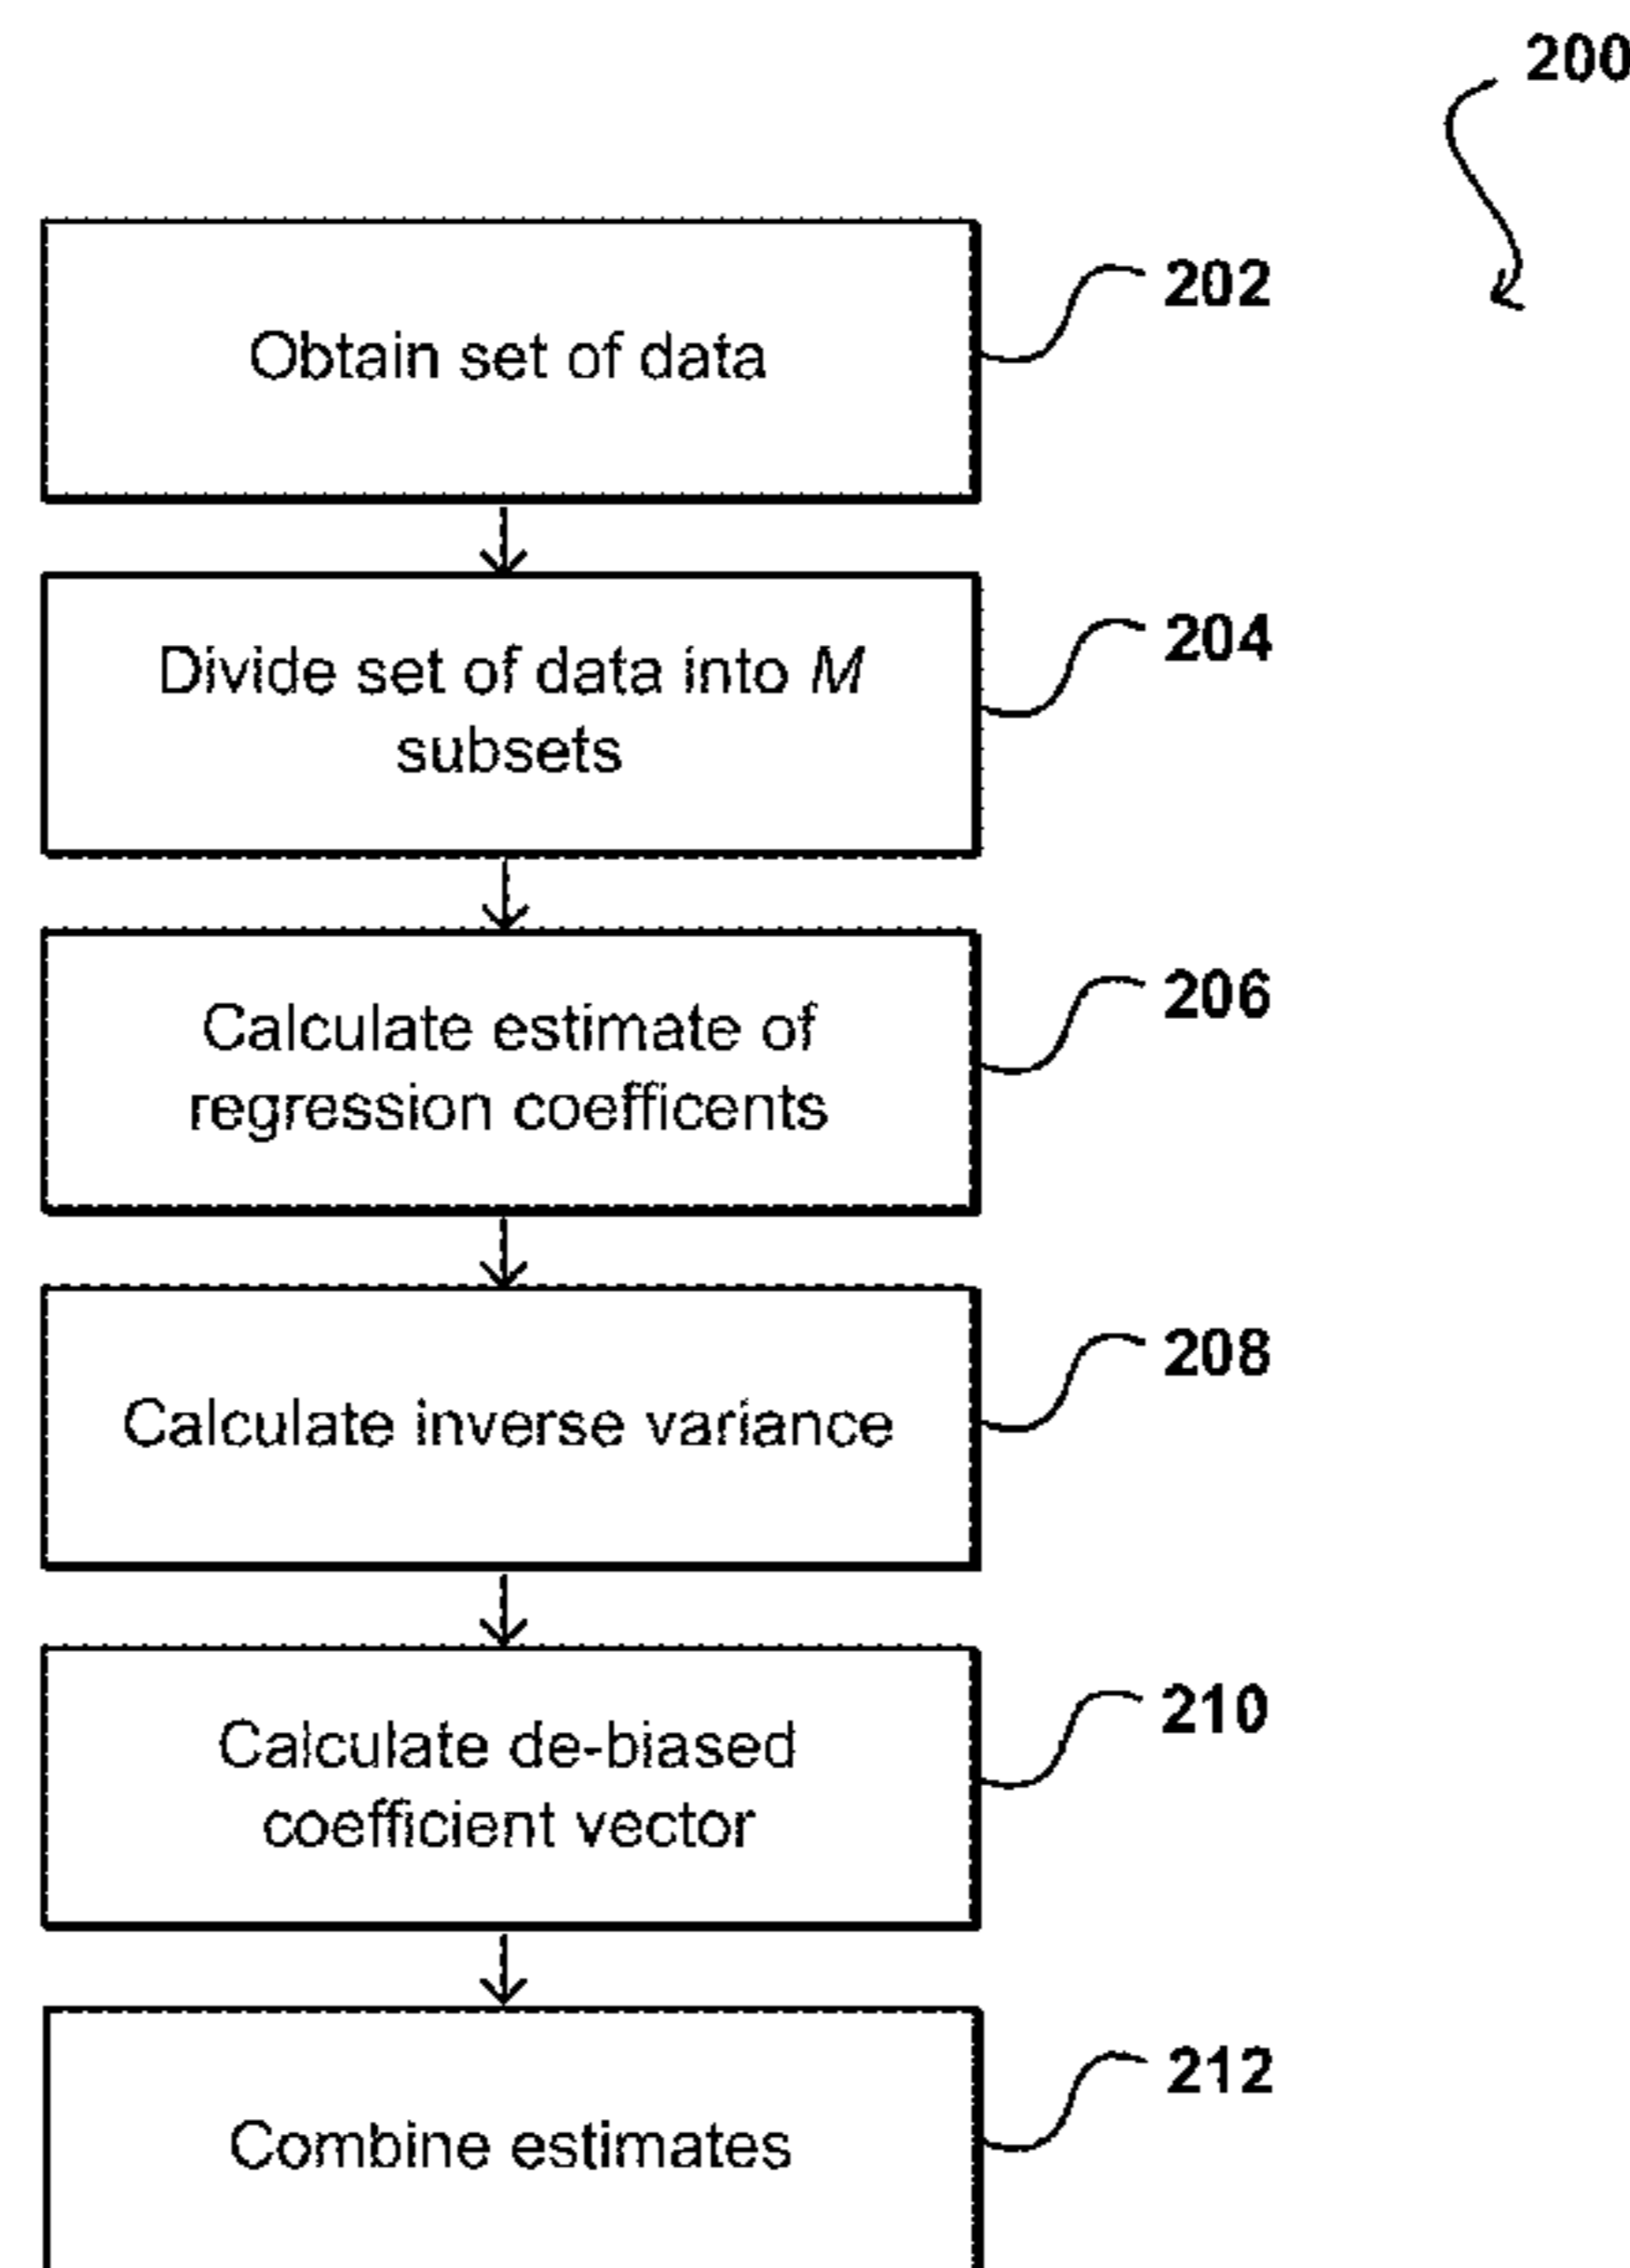 200
Obtain set of data
202
Divide set of data into M
subsets
204
Calculate estimate of
regression coefficents
206
Calculate inverse variance
208
Calculate de-biased
coefficient vector
210
Combine estimates
212